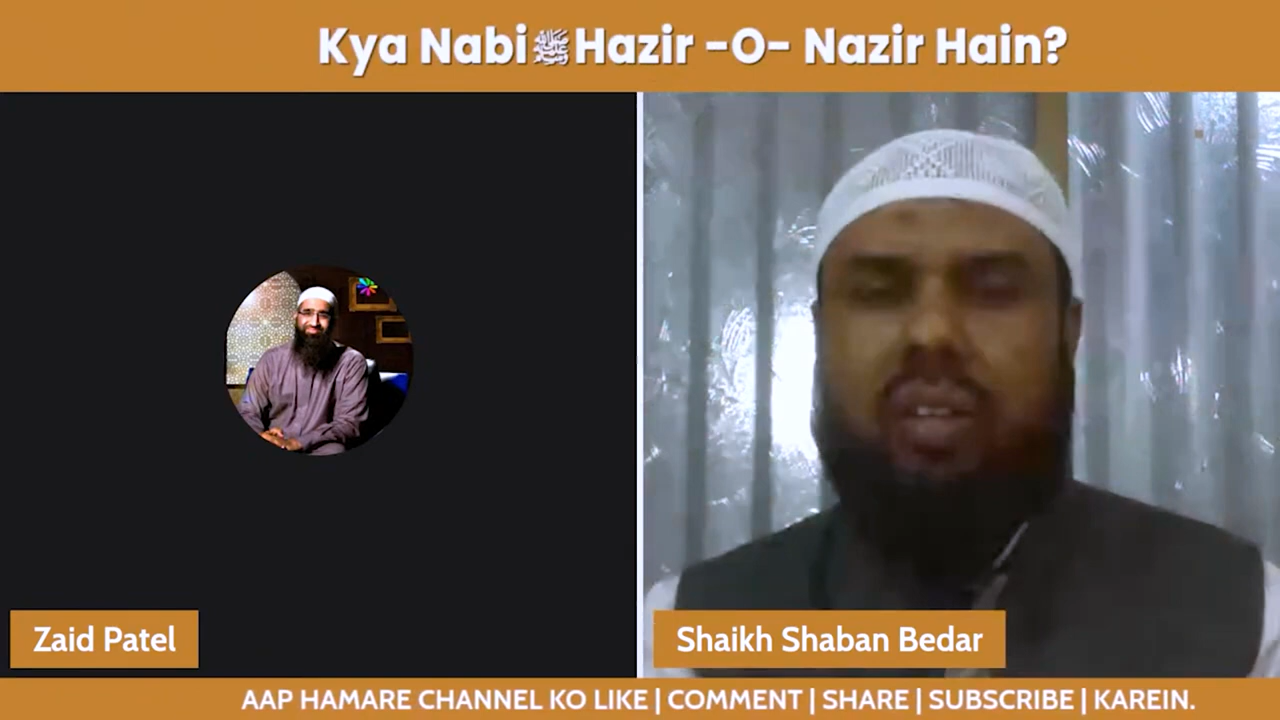 Kya Nabi ﷺ Hazir -O- Nazir Hain?
Zaid Patel
Shaikh Shaban Bedar
AAP HAMARE CHANNEL KO LIKE | COMMENT | SHARE | SUBSCRIBE | KAREIN.